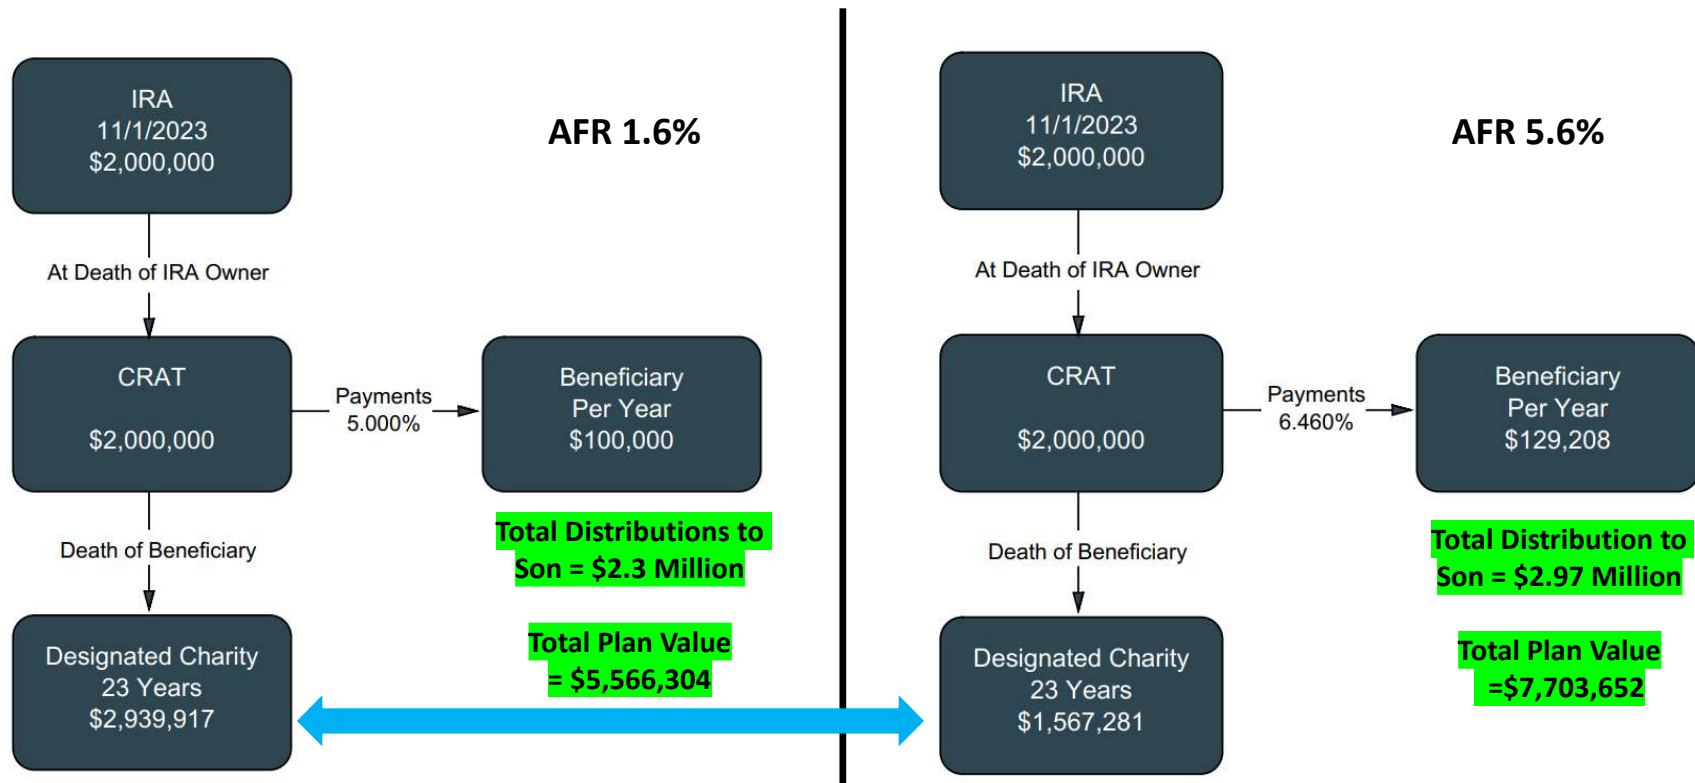 IRA
11/1/2023
$2,000,000
AFR 1.6%
At Death of IRA Owner
CRAT
$2,000,000
Payments
5.000%
Beneficiary
Per Year
$100,000
Total Distributions to
Son = $2.3 Million
Death of Beneficiary
Total Plan Value
= $5,566,304
Designated Charity
23 Years
$2,939,917
IRA
11/1/2023
$2,000,000
AFR 5.6%
At Death of IRA Owner
CRAT
$2,000,000
Payments
6.460%
Beneficiary
Per Year
$129,208
Total Distribution to
Son = $2.97 Million
Death of Beneficiary
Total Plan Value
=$7,703,652
Designated Charity
23 Years
$1,567,281